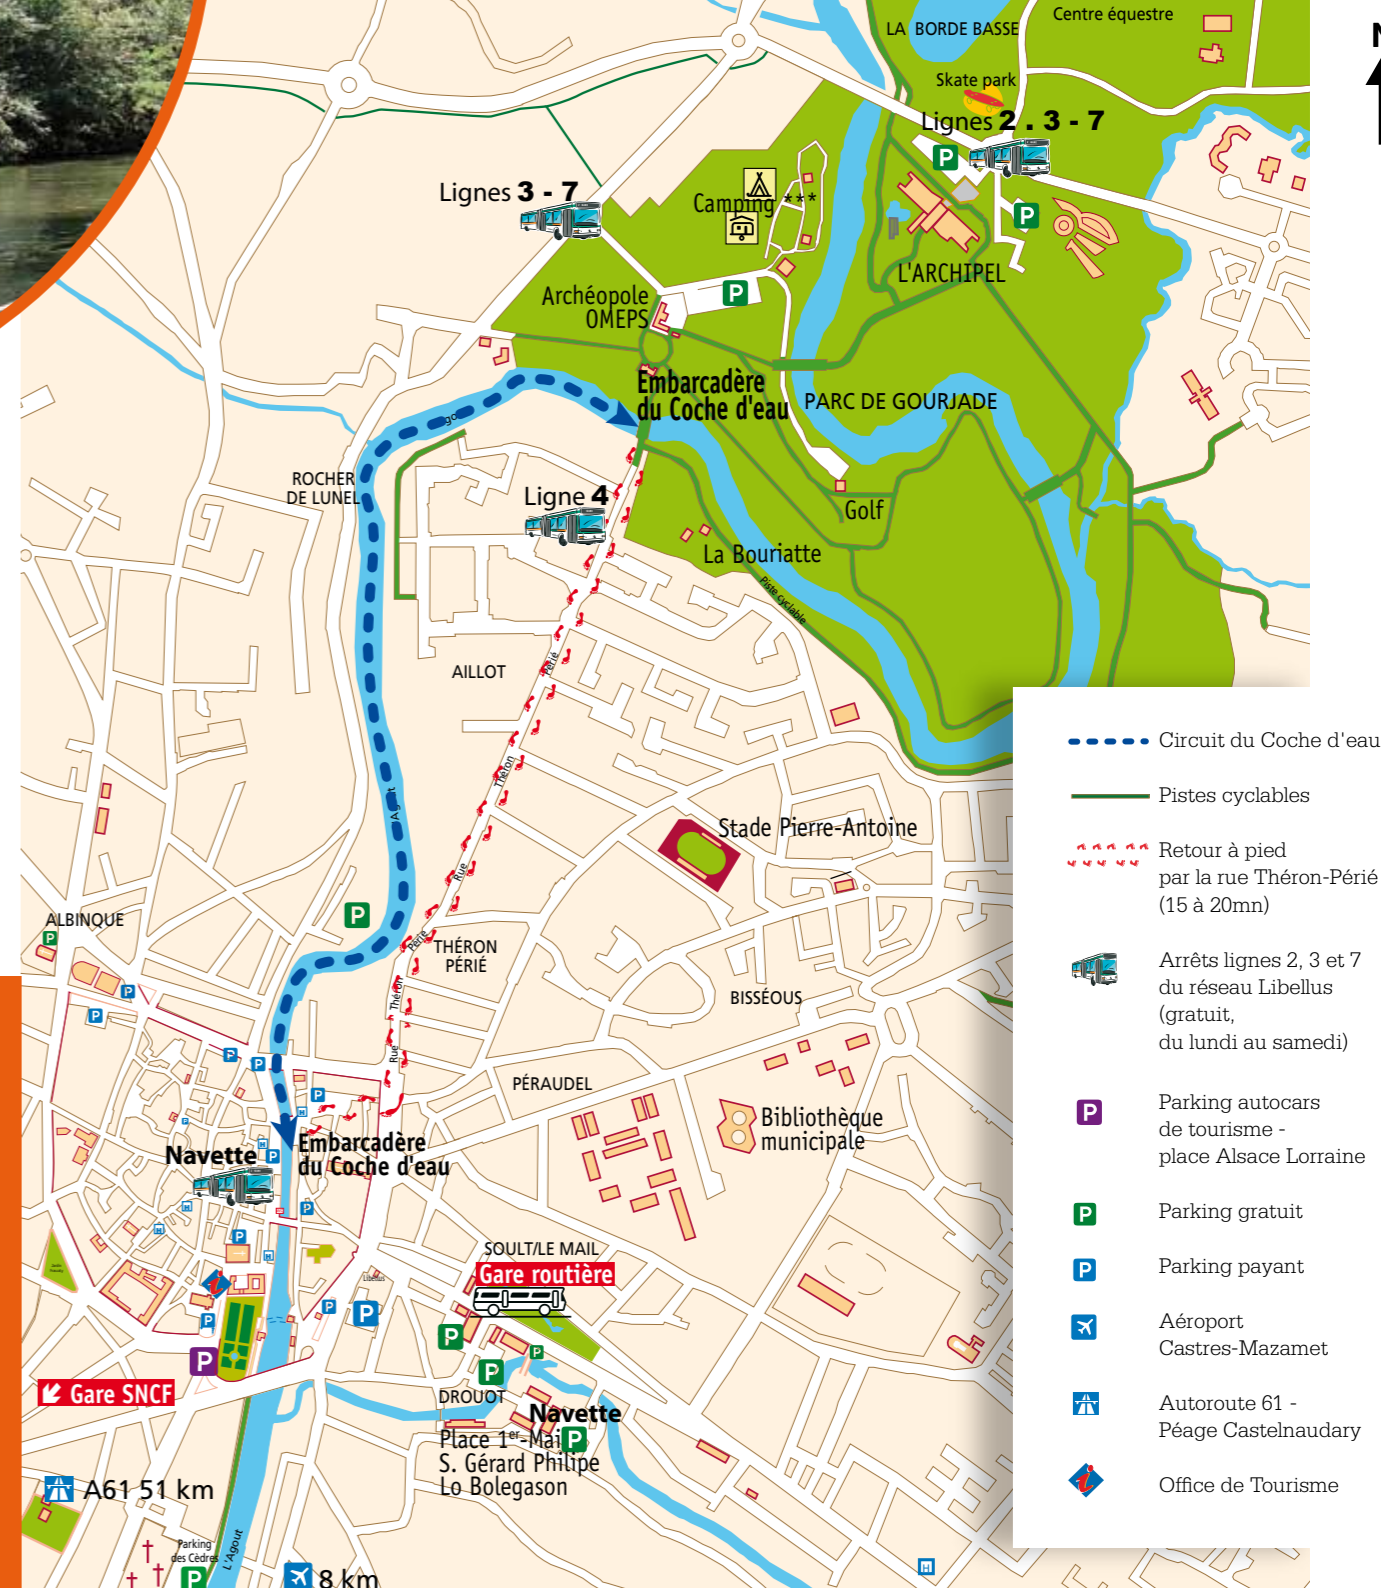 Centre équestre
LA BORDE BASSE
N
Skate park
Lignes 2 . 3 - 7
P
Lignes 3 - 7
Camping ***
P
L'ARCHIPEL
Archéopole
OMEPS
P
Embarcadère
du Coche d'eau
PARC DE GOURJADE
ROCHER
DE LUNEL
Ligne 4
Golf
La Bouriatte
Piste cyclable
AILLOT
Périé
Théron
Rue
L'Agout
Stade Pierre-Antoine
P
ALBINQUE
P
THÉRON
PÉRIÉ
Périé
Théron
Rue
BISSÉOUS
P
P
P
P
P
H
PÉRAUDEL
Bibliothèque
municipale
Embarcadère
du Coche d'eau
Navette
P
H
P
H
P
H
H
P
SOULT/LE MAIL
Gare routière
Libellus
P
P
P
P
P
P
P
P
Gare SNCF
DROUOT
Navette
Place 1er-Mai
P
S. Gérard Philipe
Lo Bolegason
A61 51 km
Parking
des Cèdres
P
L'Agout
8 km
H
Circuit du Coche d'eau
Pistes cyclables
Retour à pied
par la rue Théron-Périé
(15 à 20mn)
Arrêts lignes 2, 3 et 7
du réseau Libellus
(gratuit,
du lundi au samedi)
P
Parking autocars
de tourisme -
place Alsace Lorraine
P
Parking gratuit
P
Parking payant
Aéroport
Castres-Mazamet
Autoroute 61 -
Péage Castelnaudary
i
Office de Tourisme